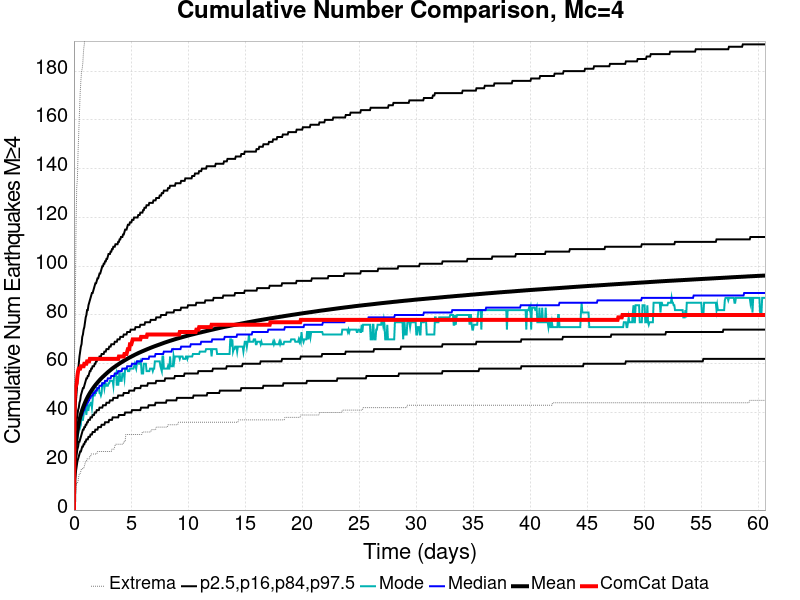 Cumulative Number Comparison, Mc=4
Cumulative Num Earthquakes M≥4
180
160
140
120
100
80
60
40
20
0
0 5 10 15 20 25 30 35 40 45 50 55 60
Time (days)
Extrema p2.5,p16,p84,p97.5 Mode Median Mean ComCat Data